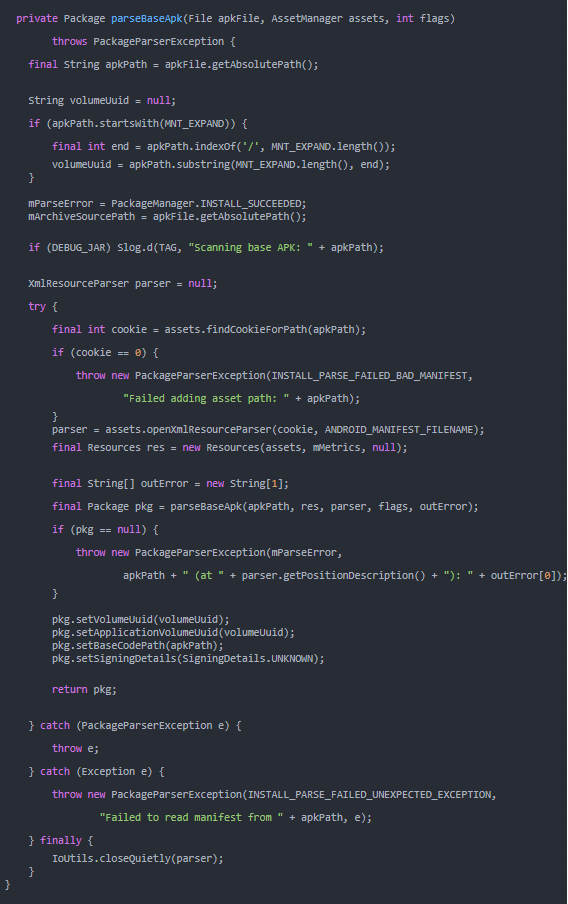 private Package parseBaseApk(File apkFile, AssetManager assets, int flags)
throws PackageParserException {
final String apkPath = apkFile.getAbsolutePath();
String volumeUuid = null;
if (apkPath.startsWith(MNT_EXPAND)) {
final int end = apkPath.indexOf('/', MNT_EXPAND.length());
volumeUuid = apkPath.substring(MNT_EXPAND.length(), end);
}
mParseError = PackageManager.INSTALL_SUCCEEDED;
mArchiveSourcePath = apkFile.getAbsolutePath();
if (DEBUG_JAR) Slog.d(TAG, "Scanning base APK: " + apkPath);
XmlResourceParser parser = null;
try {
final int cookie = assets.findCookieForPath(apkPath);
if (cookie == 0) {
throw new PackageParserException(INSTALL_PARSE_FAILED_BAD_MANIFEST,
"Failed adding asset path: " + apkPath);
}
parser = assets.openXmlResourceParser(cookie, ANDROID_MANIFEST_FILENAME);
final Resources res = new Resources(assets, mMetrics, null);
final String[] outError = new String[1];
final Package pkg = parseBaseApk(apkPath, res, parser, flags, outError);
if (pkg == null) {
throw new PackageParserException(mParseError,
apkPath + " (at " + parser.getPositionDescription() + "): " + outError[0]);
}
pkg.setVolumeUuid(volumeUuid);
pkg.setApplicationVolumeUuid(volumeUuid);
pkg.setBaseCodePath(apkPath);
pkg.setSigningDetails(SigningDetails.UNKNOWN);
return pkg;
} catch (PackageParserException e) {
throw e;
} catch (Exception e) {
throw new PackageParserException(INSTALL_PARSE_FAILED_UNEXPECTED_EXCEPTION,
"Failed to read manifest from " + apkPath, e);
} finally {
IoUtils.closeQuietly(parser);
}
}